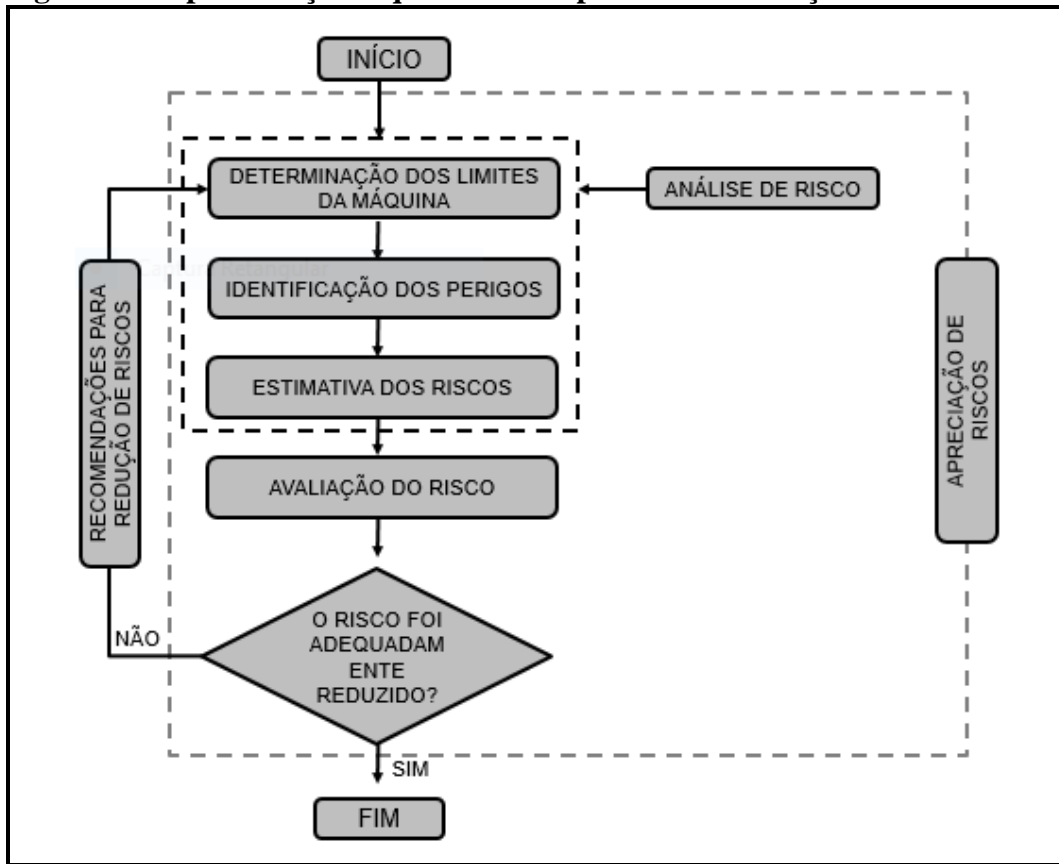 INÍCIO
DETERMINAÇÃO DOS LIMITES
DA MÁQUINA
ANÁLISE DE RISCO
IDENTIFICAÇÃO DOS PERIGOS
ESTIMATIVA DOS RISCOS
AVALIAÇÃO DO RISCO
O RISCO FOI
ADEQUADAM
ENTE
REDUZIDO?
NÃO
RECOMENDAÇÕES PARA
REDUÇÃO DE RISCOS
APRECIAÇÃO DE
RISCOS
SIM
FIM